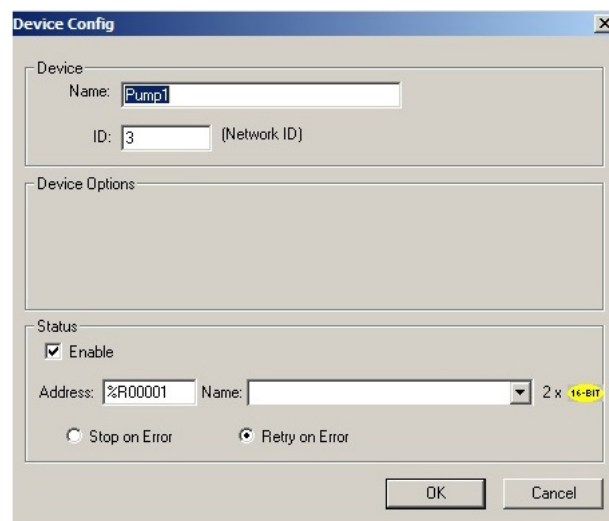 Device Config
Device
Name: Pump1
ID: 3 (Network ID)
Device Options
Status
Enable
Address: %R00001 Name: 2 x 16-BIT
Stop on Error Retry on Error
OK Cancel